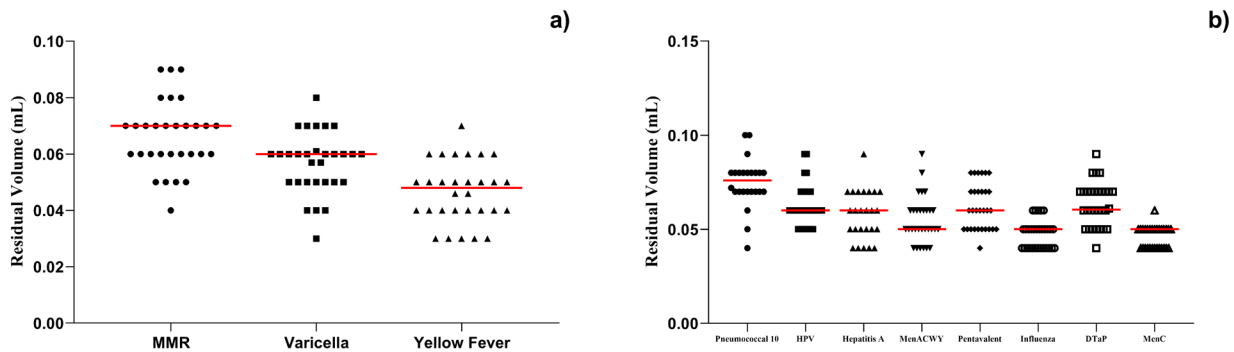 a)
Residual Volume (mL)
0.10
0.08
0.06
0.04
0.02
0.00
MMR Varicella Yellow Fever
b)
Residual Volume (mL)
0.15
0.10
0.05
0.00
Pneumococcal 10 HPV Hepatitis A MenACWY Pentavalent Influenza DTaP MenC